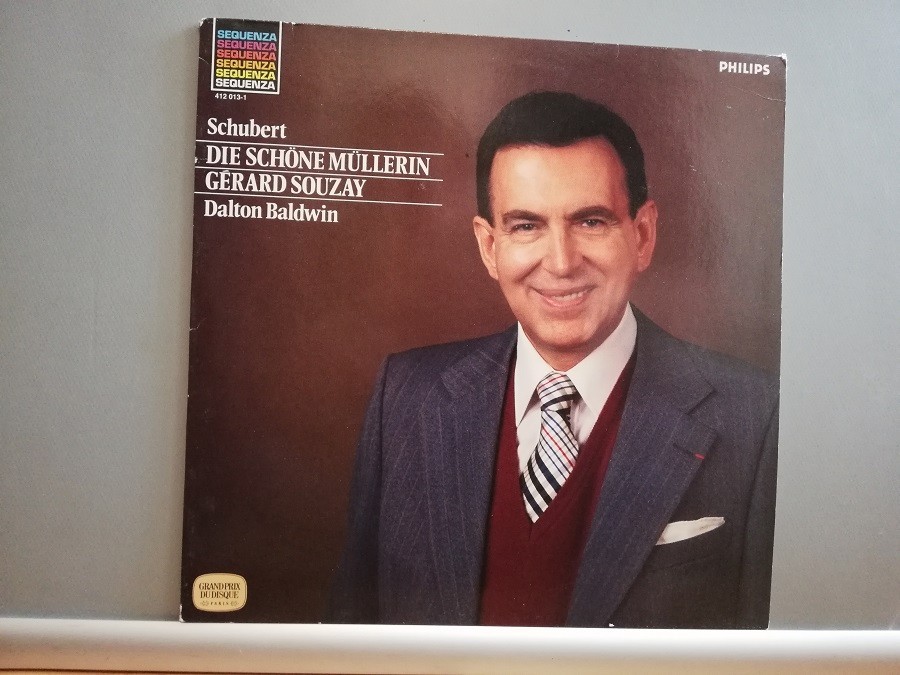 SEQUENZA
SEQUENZA
SEQUENZA
SEQUENZA
SEQUENZA
SEQUENZA
412 013-1
PHILIPS
Schubert
DIE SCHÖNE MÜLLERIN
GÉRARD SOUZAY
Dalton Baldwin
GRAND PRIX
DU DISQUE
PARIS